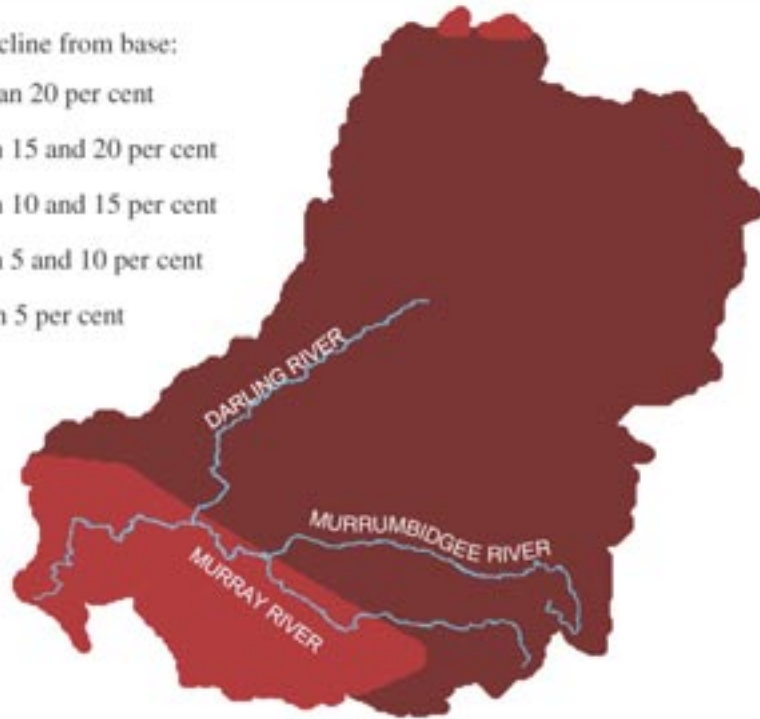 cline from base:
an 20 per cent
15 and 20 per cent
10 and 15 per cent
5 and 10 per cent
5 per cent
DARLING RIVER
MURRUMBIDGEE RIVER
MURRAY RIVER